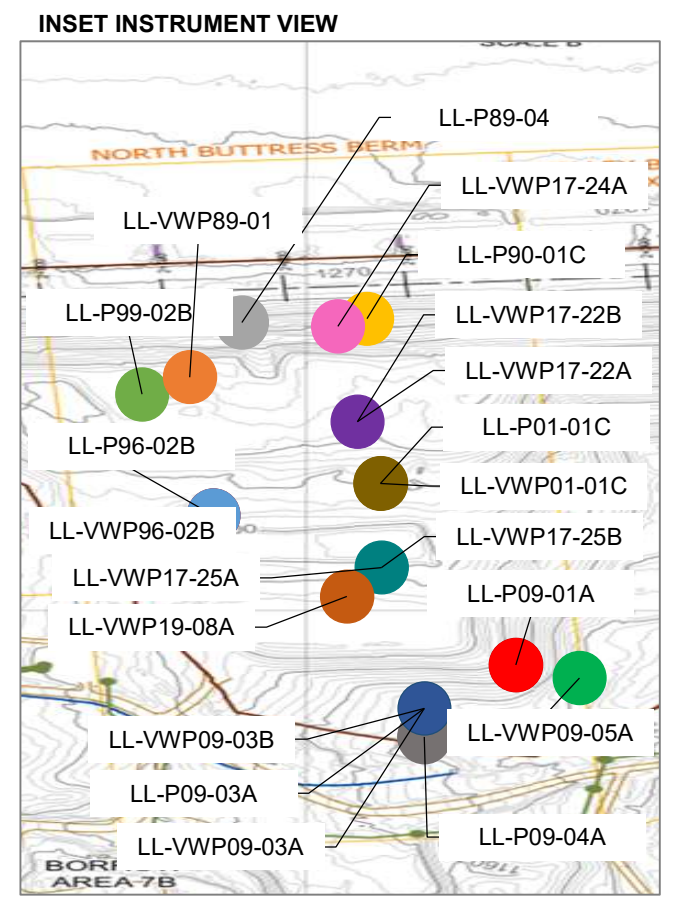 INSET INSTRUMENT VIEW
LL-P89-04
NORTH BUTTRESS BERM
LL-VWP17-24A
LL-VWP89-01
LL-P90-01C
1270
LL-P99-02B
LL-VWP17-22B
LL-VWP17-22A
LL-P01-01C
LL-P96-02B
LL-VWP01-01C
LL-VWP96-02B
LL-VWP17-25B
LL-VWP17-25A
LL-P09-01A
LL-VWP19-08A
LL-VWP09-03B
LL-VWP09-05A
LL-P09-03A
LL-VWP09-03A
LL-P09-04A
1160
AREA 7B